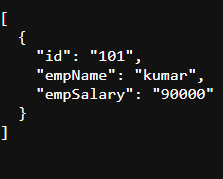 [
  {
    "id": "101",
    "empName": "kumar",
    "empSalary": "90000"
  }
]